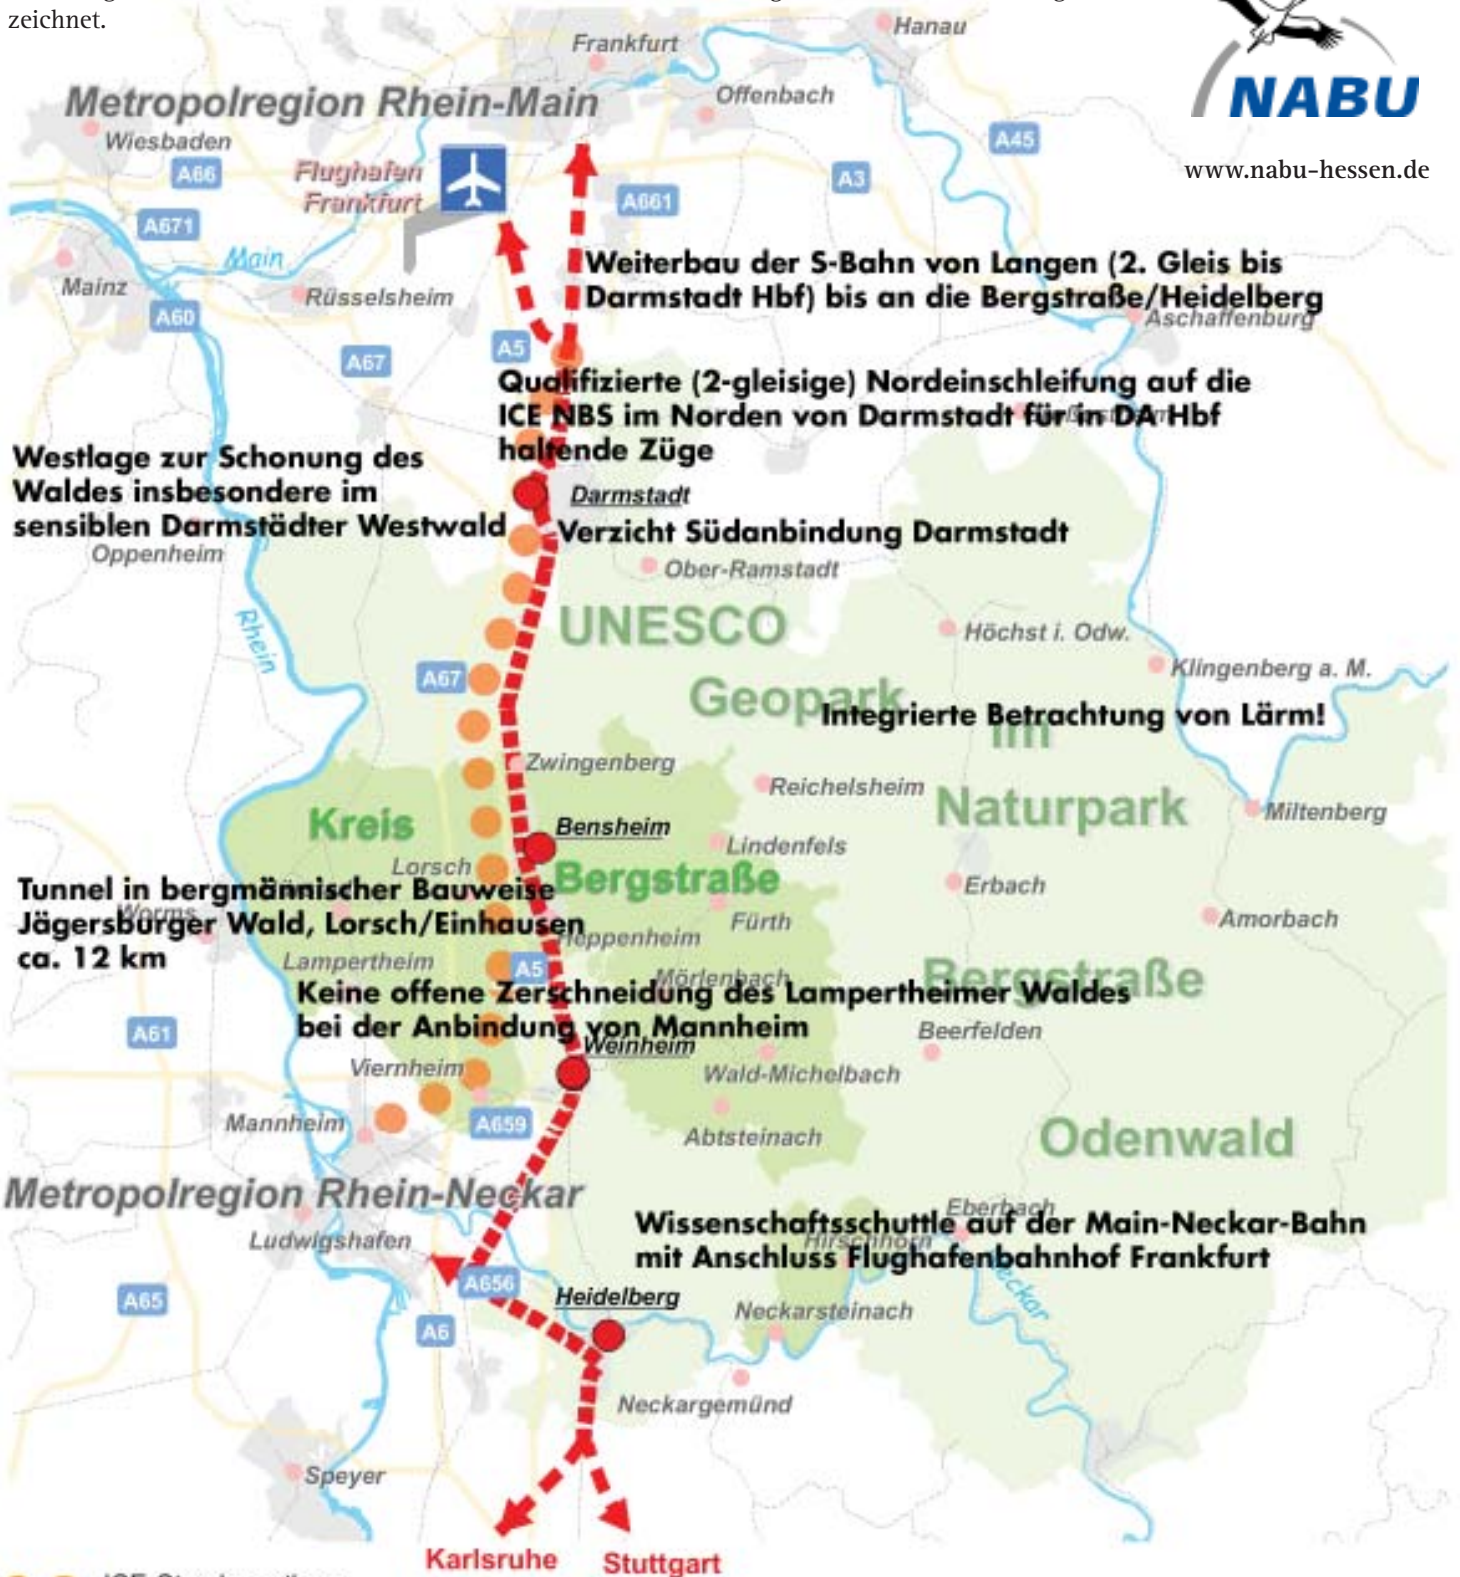 zeichnet.
Frankfurt
Hanau
NABU
www.nabu-hessen.de
Metropolregion Rhein-Main
Offenbach
Wiesbaden
A66
Flughafen
Frankfurt
A45
A3
A661
A671
Main
Mainz
Rüsselsheim
A60
Weiterbau der S-Bahn von Langen (2. Gleis bis
Darmstadt Hbf) bis an die Bergstraße/Heidelberg
Aschaffenburg
A5
A67
Qualifizierte (2-gleisige) Nordeinschleifung auf die
ICE NBS im Norden von Darmstadt für in DA Hbf
haltende Züge
Westlage zur Schonung des
Waldes insbesondere im
sensiblen Darmstädter Westwald
Darmstadt
Verzicht Südanbindung Darmstadt
Oppenheim
Ober-Ramstadt
Rhein
UNESCO
Höchst i. Odw.
Klingenberg a. M.
A67
Geopark
Integrierte Betrachtung von Lärm!
im
Zwingenberg
Reichelsheim
Naturpark
Miltenberg
Kreis
Bensheim
Lindenfels
Lorsch
Bergstraße
Erbach
Tunnel in bergmännischer Bauweise
Jägersburger Wald, Lorsch/Einhausen
ca. 12 km
Worms
Fürth
Amorbach
Heppenheim
Lampertheim
A5
Mörlenbach
Bergstraße
Keine offene Zerschneidung des Lampertheimer Waldes
bei der Anbindung von Mannheim
A61
Weinheim
Beerfelden
Viernheim
Wald-Michelbach
Mannheim
A659
Abtsteinach
Odenwald
Metropolregion Rhein-Neckar
Ludwigshafen
Eberbach
Wissenschaftsschuttle auf der Main-Neckar-Bahn
mit Anschluss Flughafenbahnhof Frankfurt
Hirschhorn
Neckar
A656
A65
Heidelberg
Neckarsteinach
A6
Neckargemünd
Speyer
Karlsruhe
Stuttgart